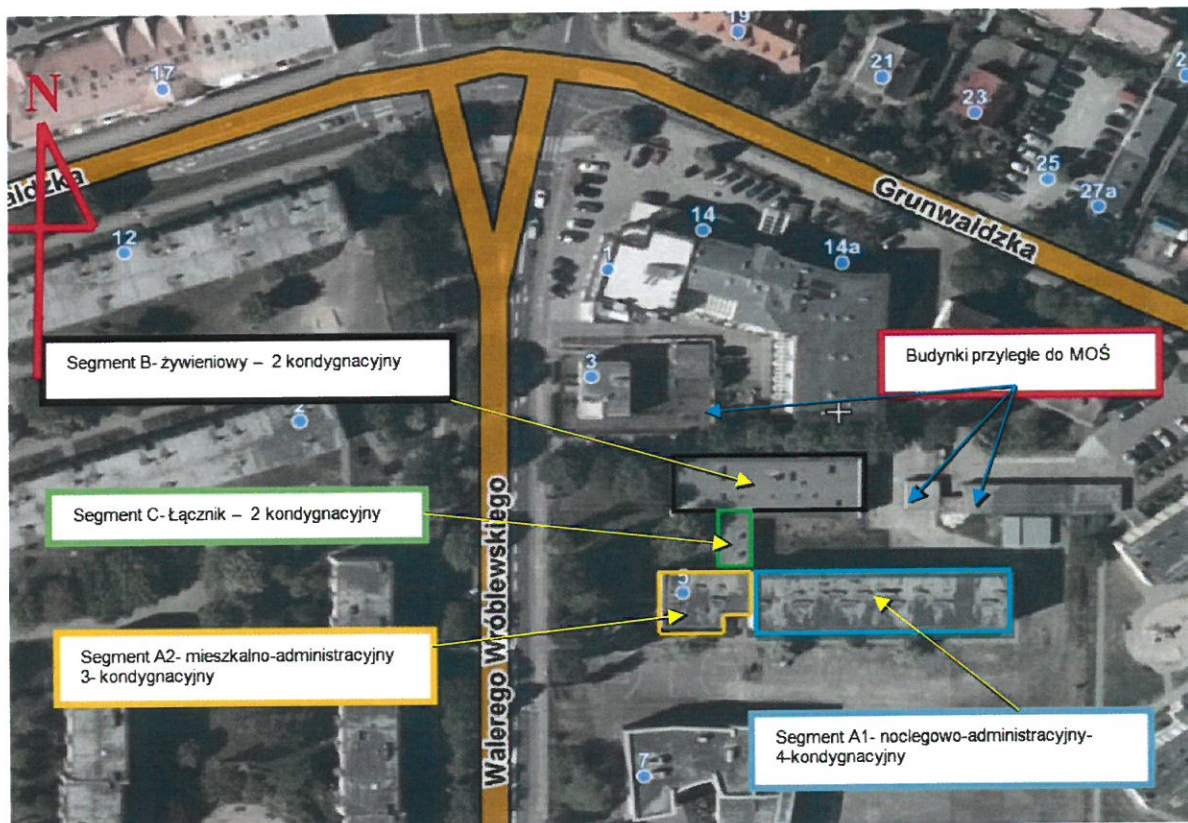 19
17
21
2
23
N
25
27a
aldzka
Grunwaldzka
12
14
14a
1
Segment B- żywieniowy – 2 kondygnacyjny
3
Budynki przyległe do MOŚ
2
Segment C- Łącznik – 2 kondygnacyjny
5
Walerego Wróblewskiego
Segment A2- mieszkalno-administracyjny
3- kondygnacyjny
Segment A1- noclegowo-administracyjny-
4-kondygnacyjny
7